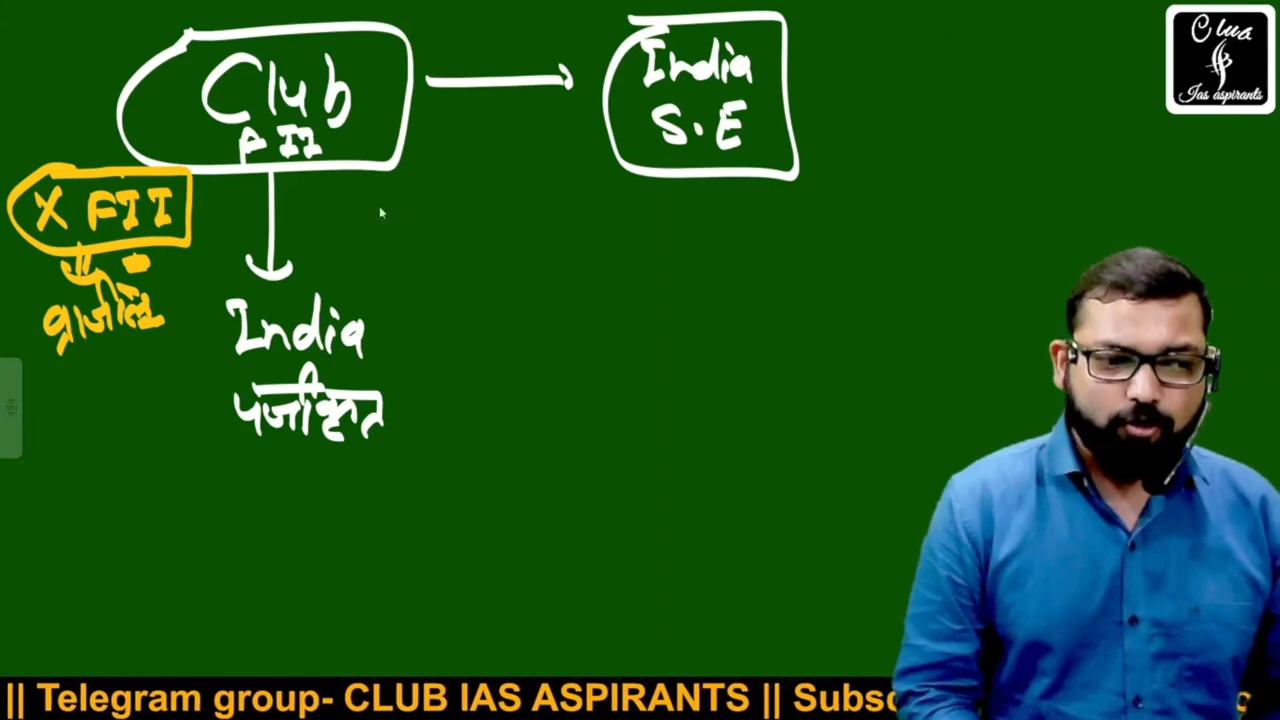 Club
FII
India
S.E
X FII
ब्राजील
India
पंजीकृत
Club
Ias aspirants
|| Telegram group- CLUB IAS ASPIRANTS || Subsc